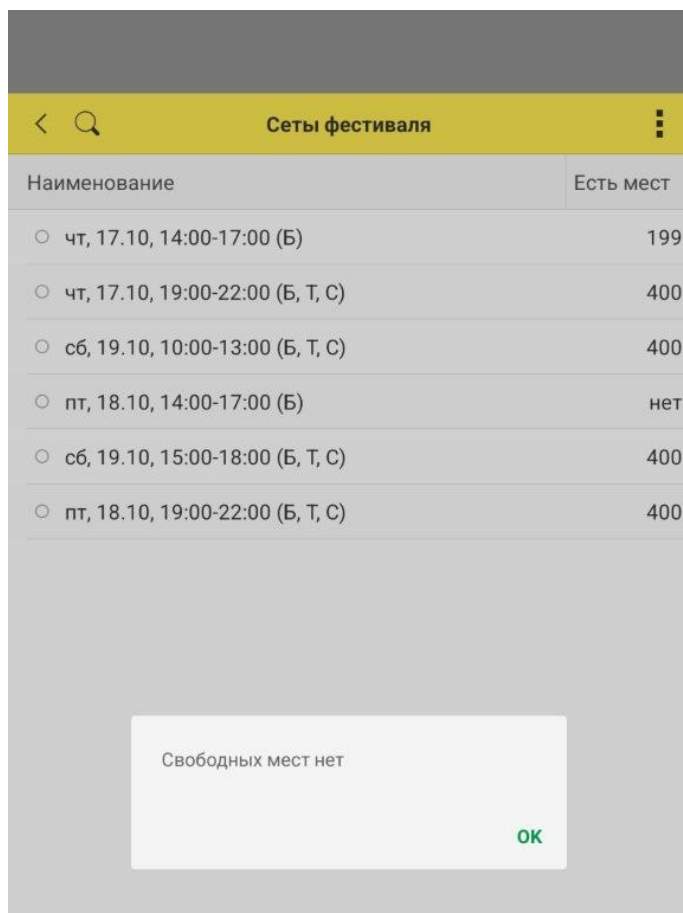 Сеты фестиваля
Наименование Есть мест
чт, 17.10, 14:00-17:00 (Б) 199
чт, 17.10, 19:00-22:00 (Б, Т, С) 400
сб, 19.10, 10:00-13:00 (Б, Т, С) 400
пт, 18.10, 14:00-17:00 (Б) нет
сб, 19.10, 15:00-18:00 (Б, Т, С) 400
пт, 18.10, 19:00-22:00 (Б, Т, С) 400
Свободных мест нет
OK